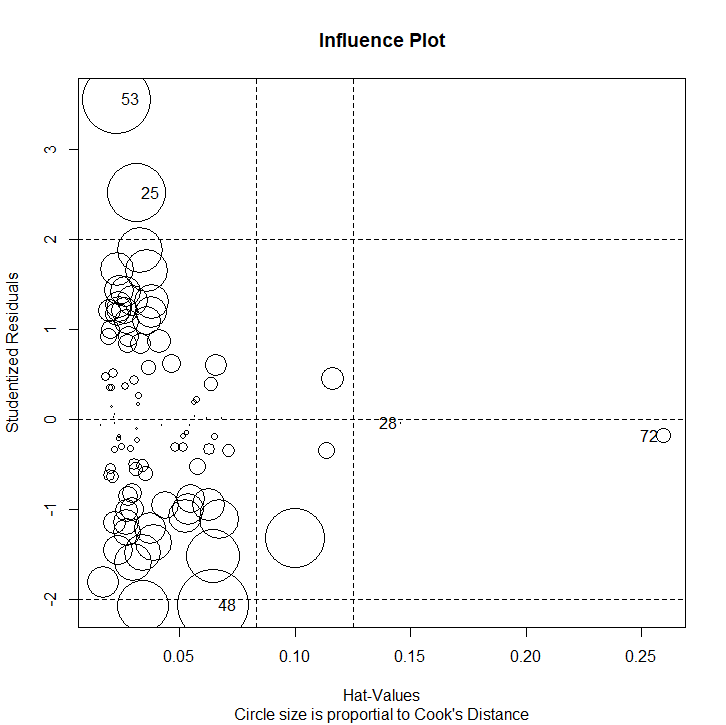 Influence Plot
53
25
28
72
48
3
2
1
0
-1
-2
Studentized Residuals
0.05 0.10 0.15 0.20 0.25
Hat-Values
Circle size is proportial to Cook's Distance